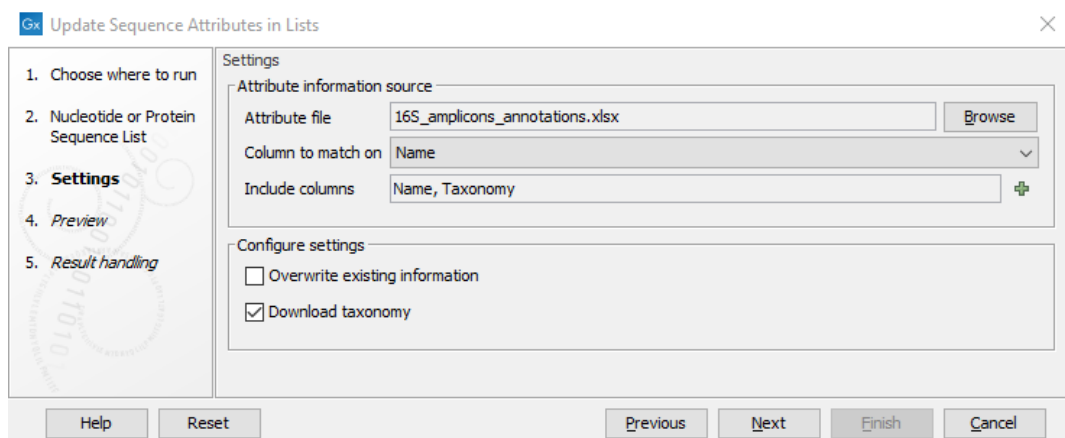 Gx Update Sequence Attributes in Lists
1. Choose where to run
2. Nucleotide or Protein
Sequence List
3. Settings
4. Preview
5. Result handling
Settings
Attribute information source
Attribute file 16S_amplicons_annotations.xlsx Browse
Column to match on Name
Include columns Name, Taxonomy
Configure settings
Overwrite existing information
Download taxonomy
Help Reset Previous Next Finish Cancel